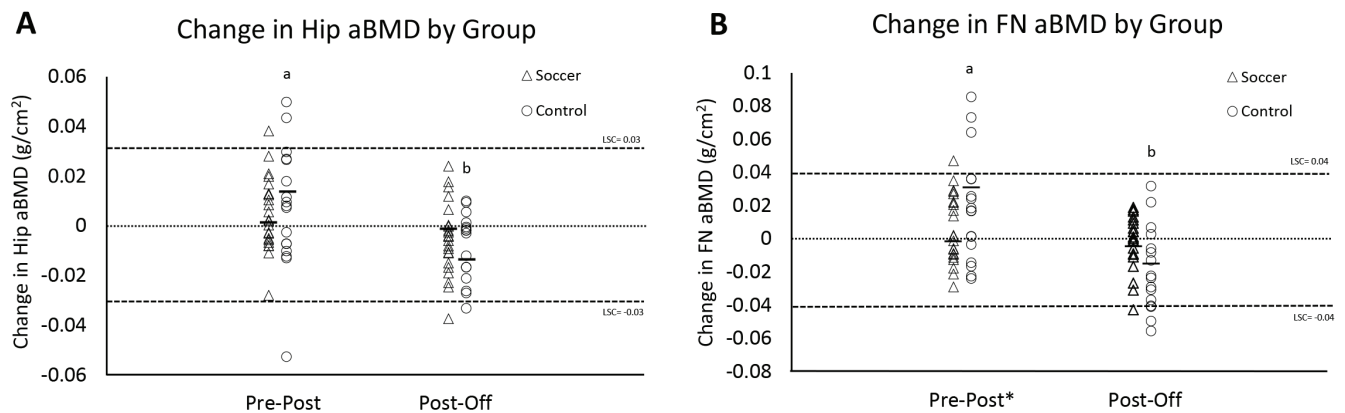 A
Change in Hip aBMD by Group
Change in Hip aBMD (g/cm²)
0.06
0.04
0.02
0
-0.02
-0.04
-0.06
a
b
△ Soccer
○ Control
LSC= 0.03
LSC= -0.03
Pre-Post
Post-Off
B
Change in FN aBMD by Group
Change in FN aBMD (g/cm²)
0.1
0.08
0.06
0.04
0.02
0
-0.02
-0.04
-0.06
-0.08
a
b
△ Soccer
○ Control
LSC= 0.04
LSC= -0.04
Pre-Post*
Post-Off